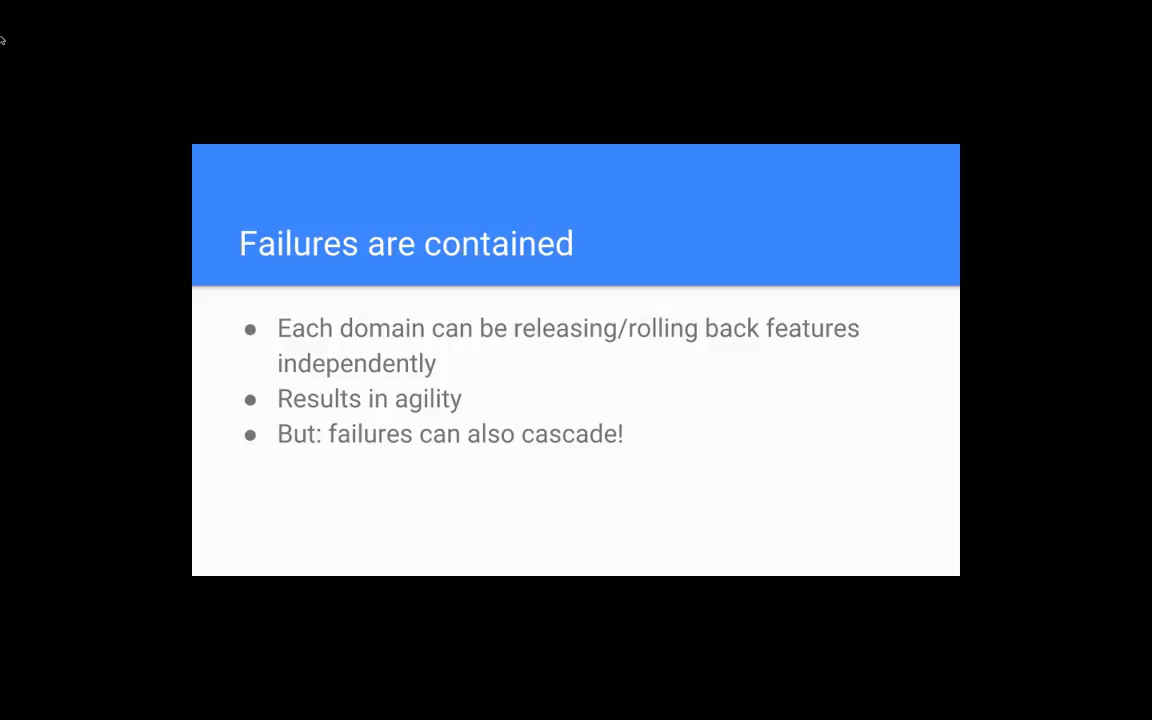 Failures are contained
● Each domain can be releasing/rolling back features
independently
● Results in agility
● But: failures can also cascade!